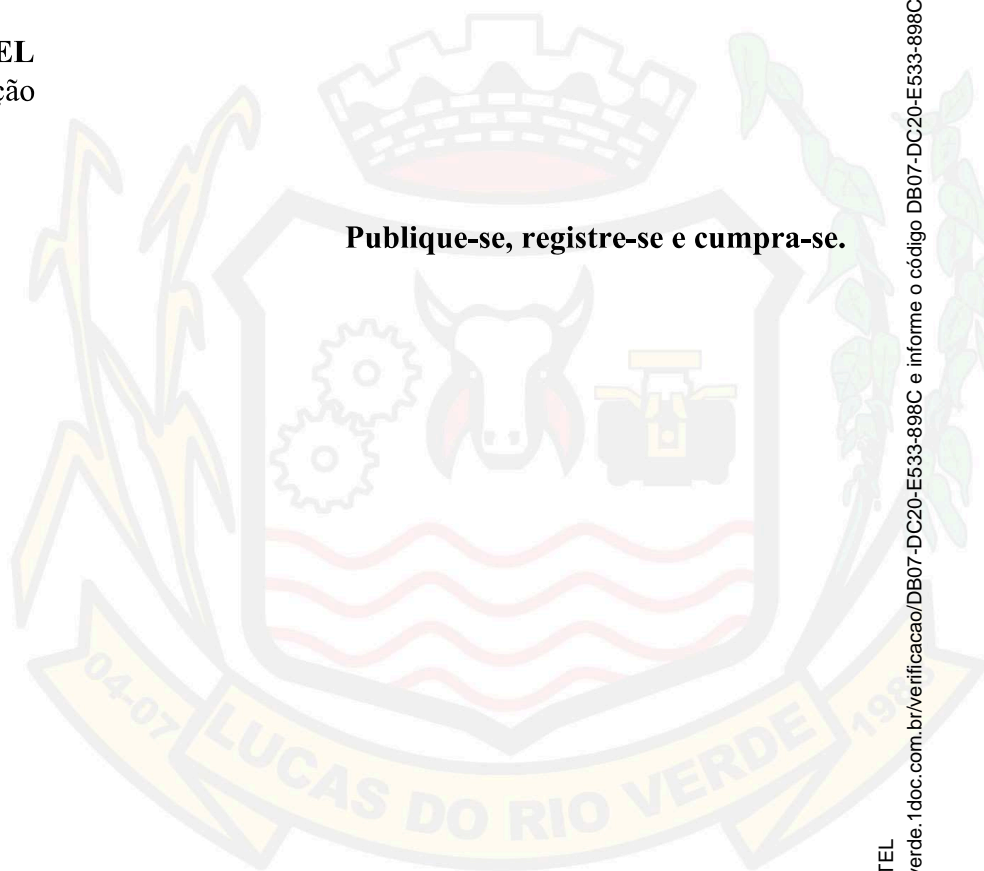 EL
ção
Publique-se, registre-se e cumpra-se.
04-07
LUCAS DO RIO VERDE
TEL
verde.1doc.com.br/verificacao/DB07-DC20-E533-898C e informe o código DB07-DC20-E533-898C